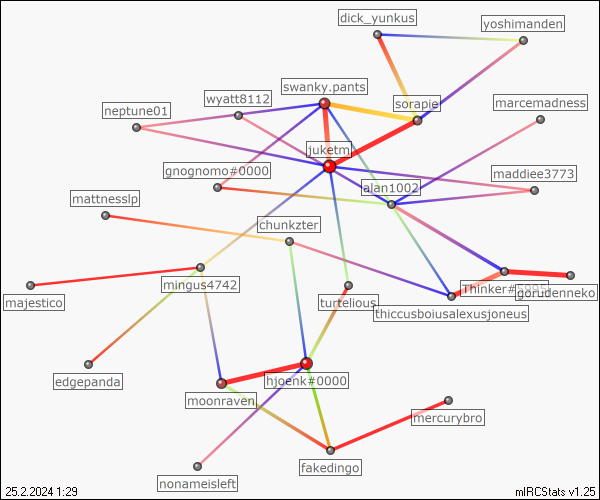 dick_yunkus
yoshimanden
swanky.pants
wyatt8112
sorapie
marcemadness
neptune01
juketm
gnognomo#0000
maddiee3773
alan1002
mattnesslp
chunkzter
mingus4742
majestico
turtelious
Thinker#5995
gorudenneko
thiccusboiusalexusjoneus
edgepanda
hjoenk#0000
moonraven
mercurybro
fakedingo
nonameisleft
25.2.2024 1:29
mIRCStats v1.25